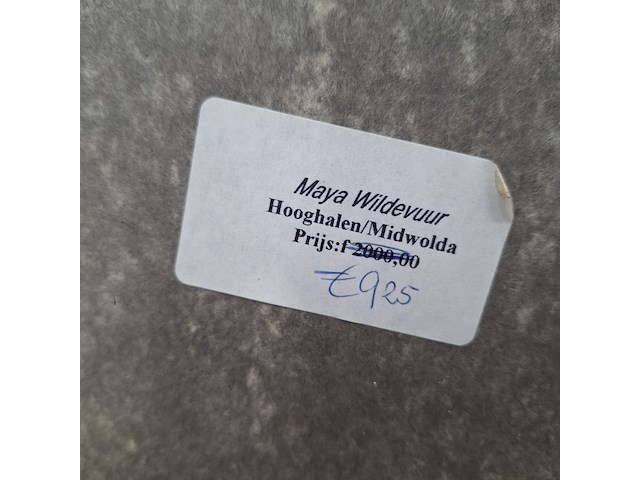 Maya Wildevuur
Hooghalen/Midwolda
Prijs:f 2000,00
€925